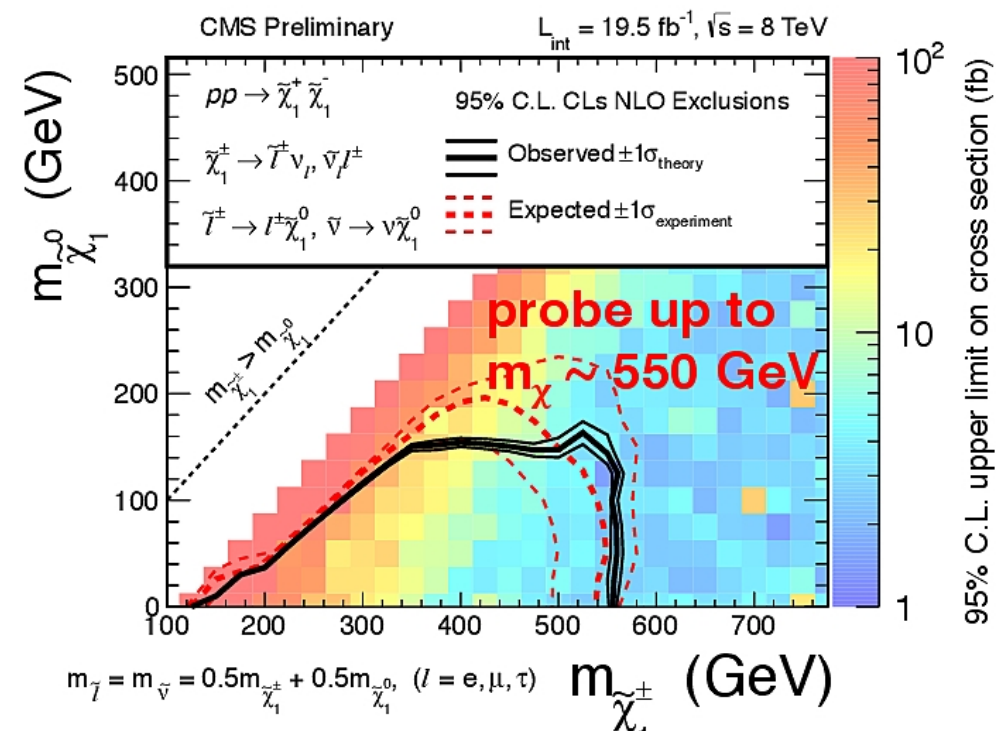 CMS Preliminary
L_int = 19.5 fb⁻¹, √s = 8 TeV
m_χ̃₁⁰ (GeV)
500
400
300
200
100
0
pp → χ̃₁⁺ χ̃₁⁻
χ̃₁± → l̃± ν_l, ν̃_l l±
l̃± → l± χ̃₁⁰, ν̃ → ν χ̃₁⁰
95% C.L. CLs NLO Exclusions
Observed ±1σ_theory
Expected ±1σ_experiment
m_χ̃₁± > m_χ̃₁⁰
probe up to
m_χ ~ 550 GeV
100 200 300 400 500 600 700
m_χ̃₁± (GeV)
m_l̃ = m_ν̃ = 0.5m_χ̃₁± + 0.5m_χ̃₁⁰, (l = e, μ, τ)
10²
10
1
95% C.L. upper limit on cross section (fb)